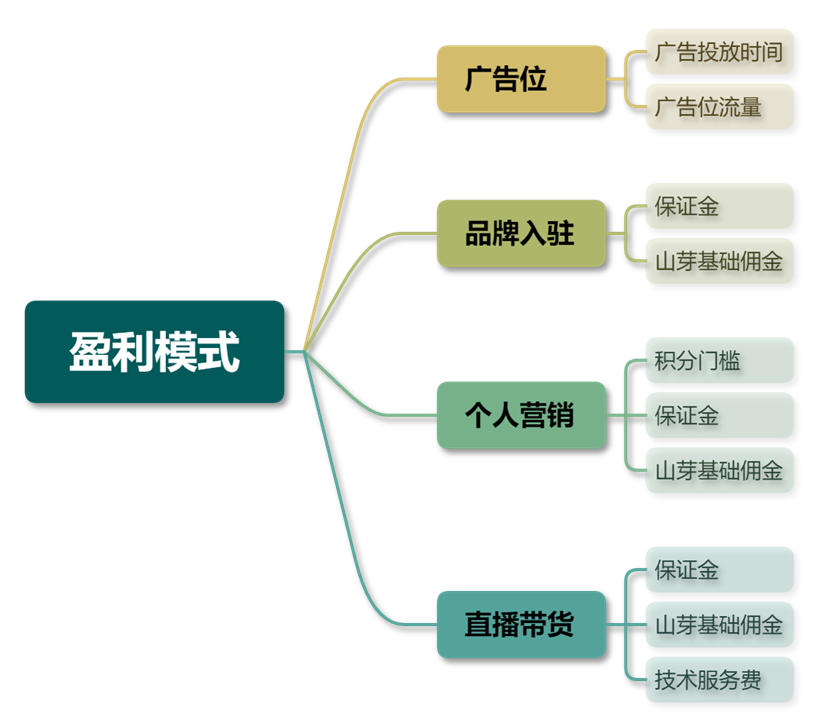 盈利模式
广告位
广告投放时间
广告位流量
品牌入驻
保证金
山芽基础佣金
个人营销
积分门槛
保证金
山芽基础佣金
直播带货
保证金
山芽基础佣金
技术服务费